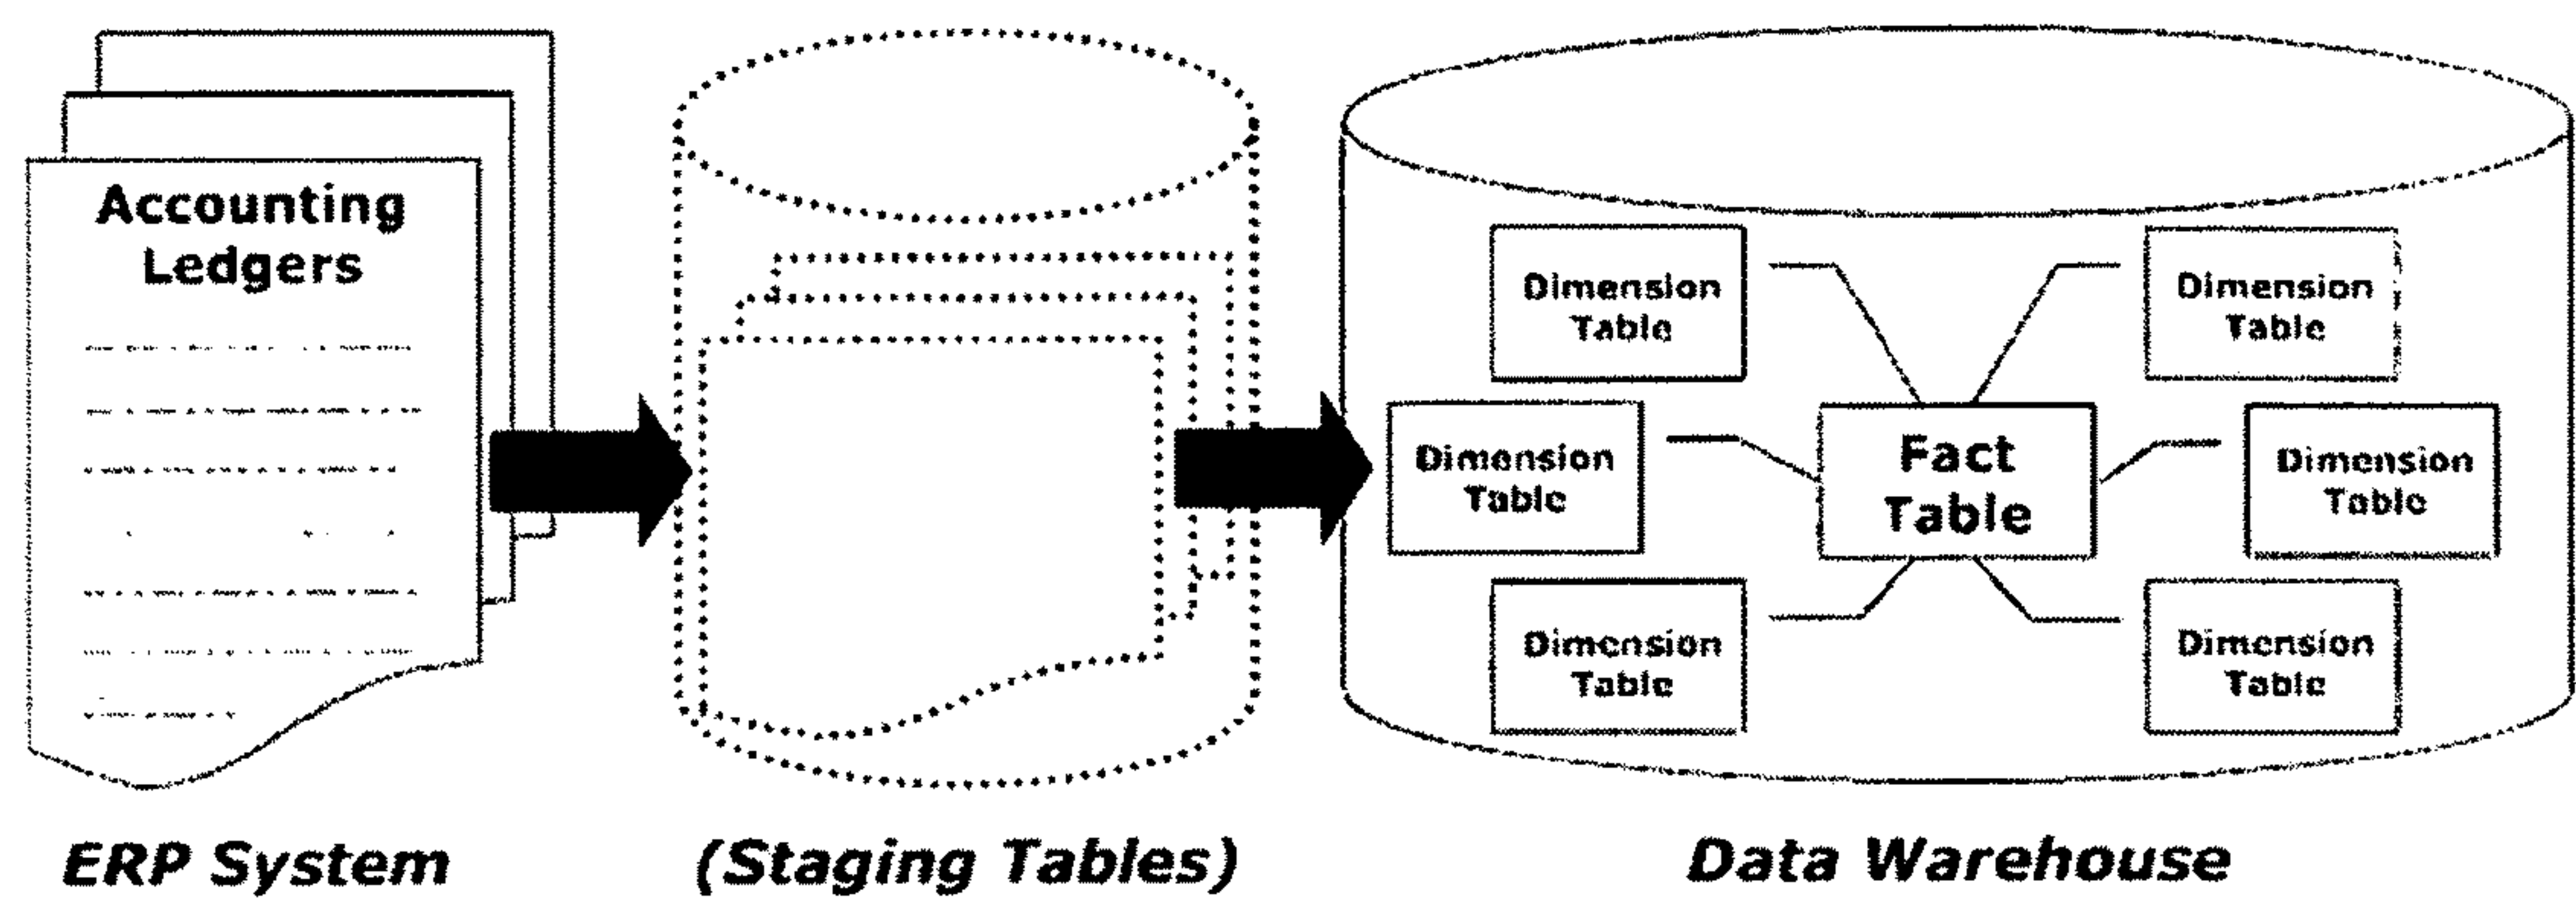 Accounting
Ledgers
Dimension
Table
Dimension
Table
Dimension
Table
Fact
Table
Dimension
Table
Dimension
Table
Dimension
Table
ERP System
(Staging Tables)
Data Warehouse